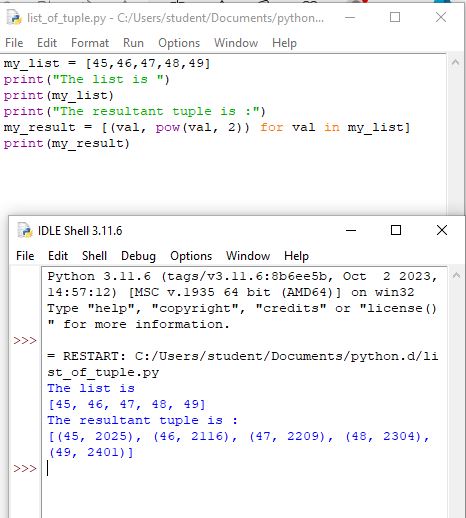 list_of_tuple.py - C:/Users/student/Documents/python...
File Edit Format Run Options Window Help
my_list = [45,46,47,48,49]
print("The list is ")
print(my_list)
print("The resultant tuple is :")
my_result = [(val, pow(val, 2)) for val in my_list]
print(my_result)
IDLE Shell 3.11.6
File Edit Shell Debug Options Window Help
Python 3.11.6 (tags/v3.11.6:8b6ee5b, Oct  2 2023,
14:57:12) [MSC v.1935 64 bit (AMD64)] on win32
Type "help", "copyright", "credits" or "license()
" for more information.
>>>
= RESTART: C:/Users/student/Documents/python.d/li
st_of_tuple.py
The list is
[45, 46, 47, 48, 49]
The resultant tuple is :
[(45, 2025), (46, 2116), (47, 2209), (48, 2304),
(49, 2401)]
>>>